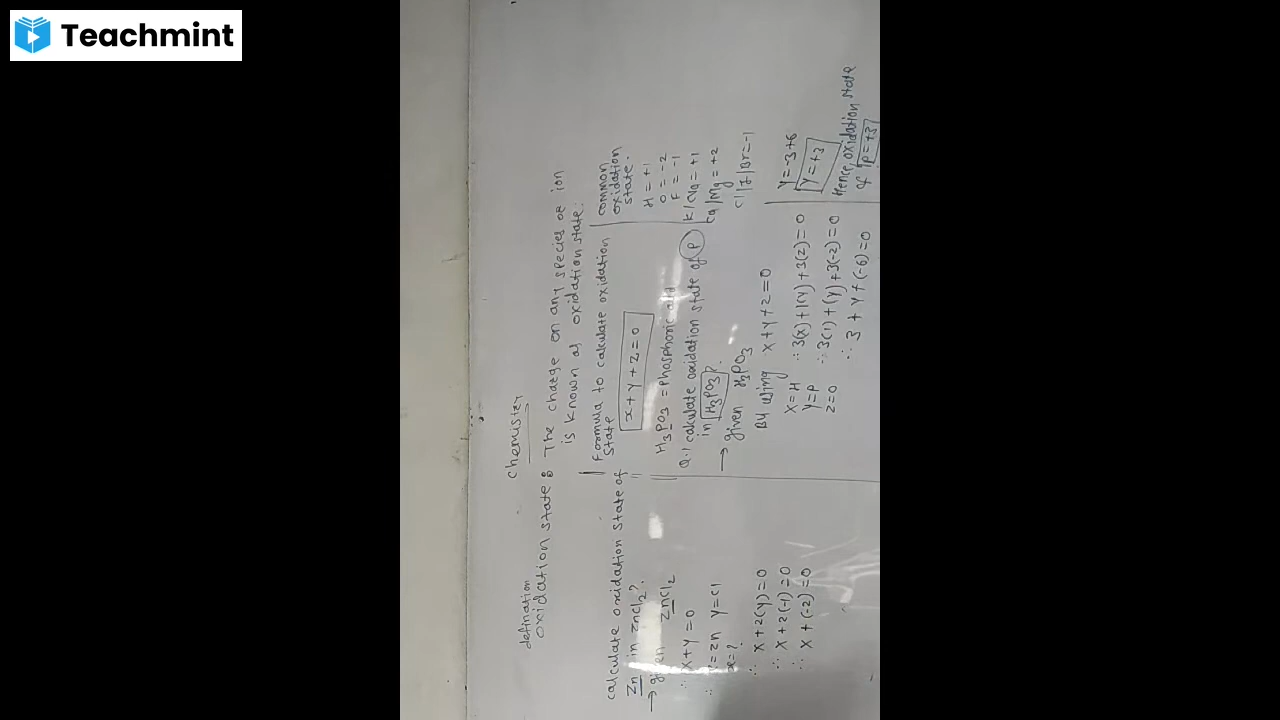 Teachmint
Chemistry
defination
oxidation state : The charge on any species or ion
is known as oxidation state.
calculate oxidation state of
Zn in ZnCl2?
→ given ZnCl2
∴ x+y=0
∴ x=Zn y=Cl
x=?
∴ x+2(y)=0
∴ x+2(-1)=0
∴ x+(-2)=0
Formula to calculate oxidation
state
x+y+z=0
H3PO3 = Phosphoric acid
Q.1 calculate oxidation state of P
in H3PO3?
→ given H3PO3
By using x+y+z=0
x=H
y=P
z=0
∴ 3(x)+1(y)+3(z)=0
∴ 3(1)+(y)+3(-2)=0
∴ 3+y+(-6)=0
common
oxidation
state.
H=+1
O=-2
F=-1
K/Na=+1
Ca/Mg=+2
Cl/I/Br=-1
y=-3+6
y=+3
Hence, oxidation state
of P=+3